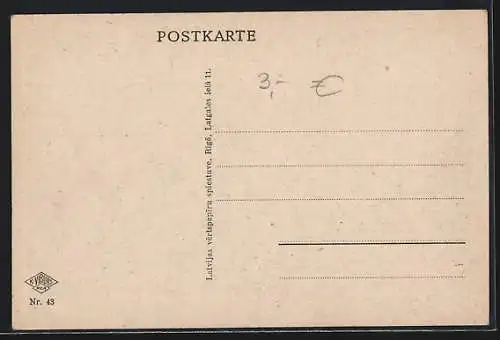 POSTKARTE
3,- €
Latvijas vērtspapīru spiestuve, Rīgā, Latgales ielā 11.
Nr. 43